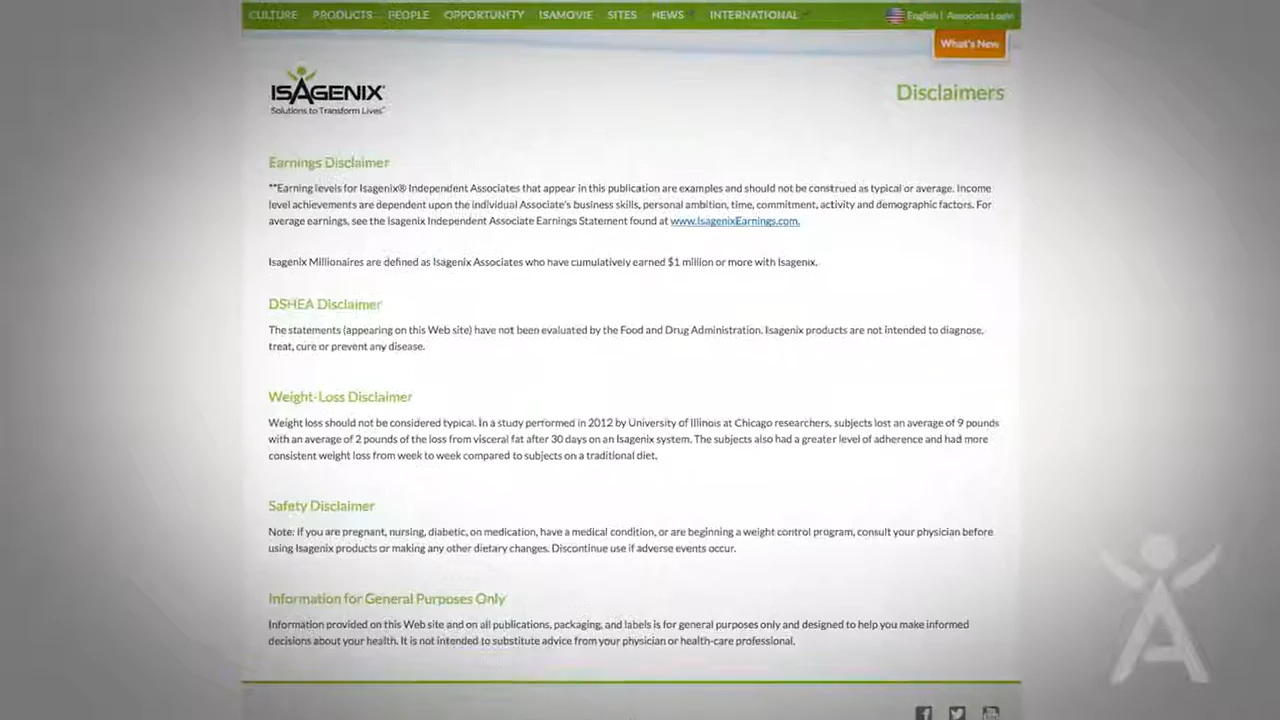 CULTURE PRODUCTS PEOPLE OPPORTUNITY ISAMOVIE SITES NEWS INTERNATIONAL English | Associate Login
What's New
ISAGENIX®
Solutions to Transform Lives™
Disclaimers
Earnings Disclaimer
**Earning levels for Isagenix® Independent Associates that appear in this publication are examples and should not be construed as typical or average. Income
level achievements are dependent upon the individual Associate's business skills, personal ambition, time, commitment, activity and demographic factors. For
average earnings, see the Isagenix Independent Associate Earnings Statement found at www.IsagenixEarnings.com.
Isagenix Millionaires are defined as Isagenix Associates who have cumulatively earned $1 million or more with Isagenix.
DSHEA Disclaimer
The statements (appearing on this Web site) have not been evaluated by the Food and Drug Administration. Isagenix products are not intended to diagnose,
treat, cure or prevent any disease.
Weight-Loss Disclaimer
Weight loss should not be considered typical. In a study performed in 2012 by University of Illinois at Chicago researchers, subjects lost an average of 9 pounds
with an average of 2 pounds of the loss from visceral fat after 30 days on an Isagenix system. The subjects also had a greater level of adherence and had more
consistent weight loss from week to week compared to subjects on a traditional diet.
Safety Disclaimer
Note: If you are pregnant, nursing, diabetic, on medication, have a medical condition, or are beginning a weight control program, consult your physician before
using Isagenix products or making any other dietary changes. Discontinue use if adverse events occur.
Information for General Purposes Only
Information provided on this Web site and on all publications, packaging, and labels is for general purposes only and designed to help you make informed
decisions about your health. It is not intended to substitute advice from your physician or health-care professional.